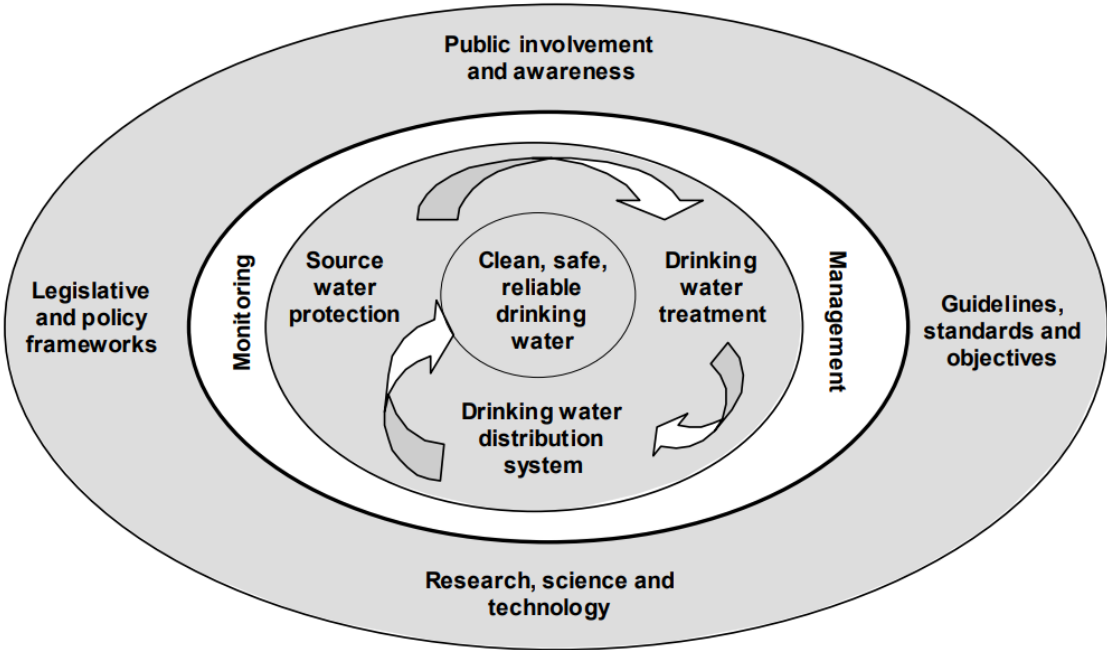 Public involvement
and awareness
Legislative
and policy
frameworks
Monitoring
Source
water
protection
Clean, safe,
reliable
drinking
water
Drinking
water
treatment
Management
Guidelines,
standards and
objectives
Drinking water
distribution
system
Research, science and
technology